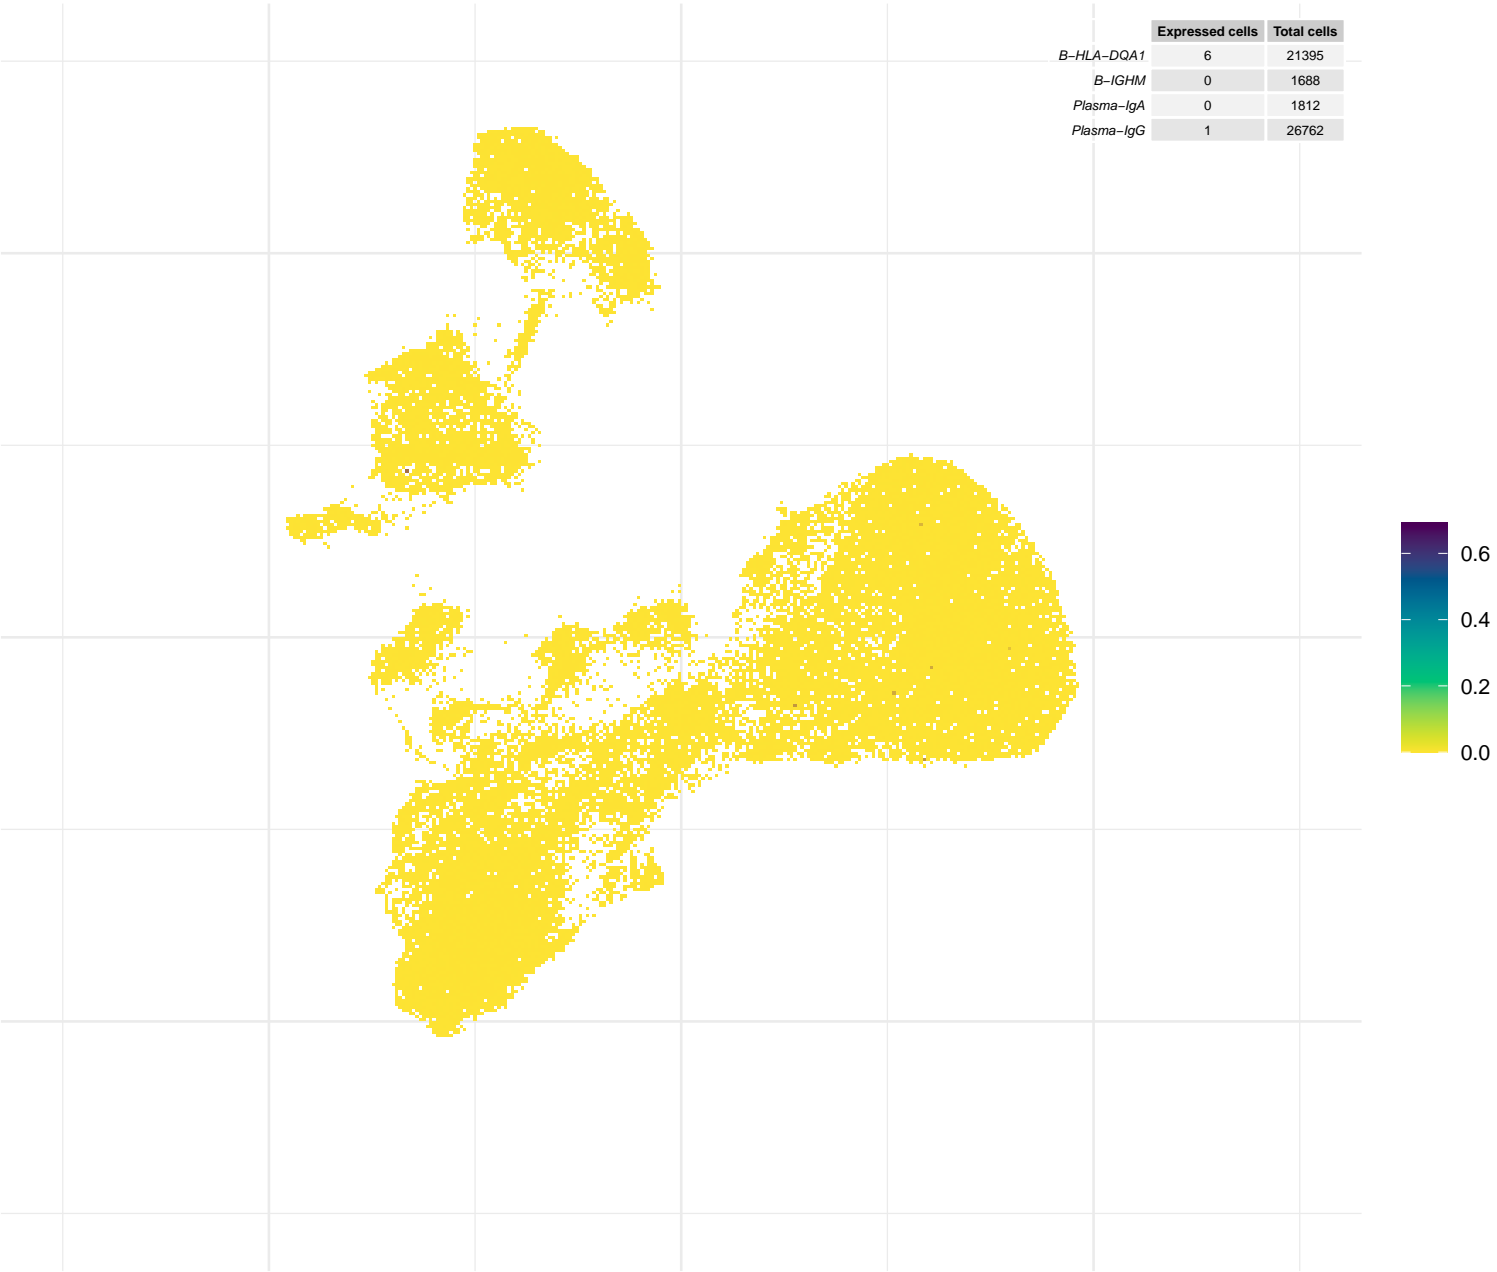 Expressed cells Total cells
B−HLA−DQA1 6 21395
B−IGHM 0 1688
Plasma−IgA 0 1812
Plasma−IgG 1 26762
0.6
0.4
0.2
0.0